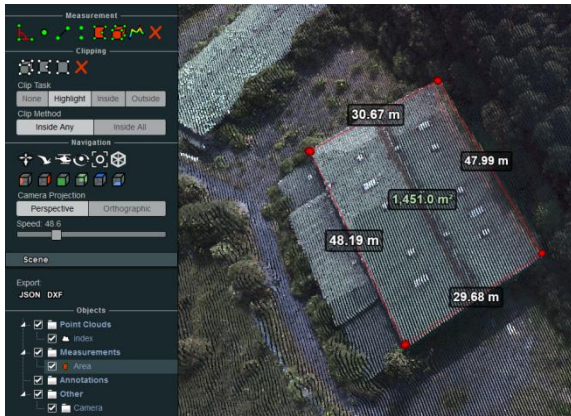 Measurement
Clipping
Clip Task
None Highlight Inside Outside
Clip Method
Inside Any Inside All
Navigation
Camera Projection
Perspective Orthographic
Speed: 48.6
Scene
Export:
JSON DXF
Objects
Point Clouds
index
Measurements
Area
Annotations
Other
Camera
30.67 m
47.99 m
1,451.0 m²
48.19 m
29.68 m